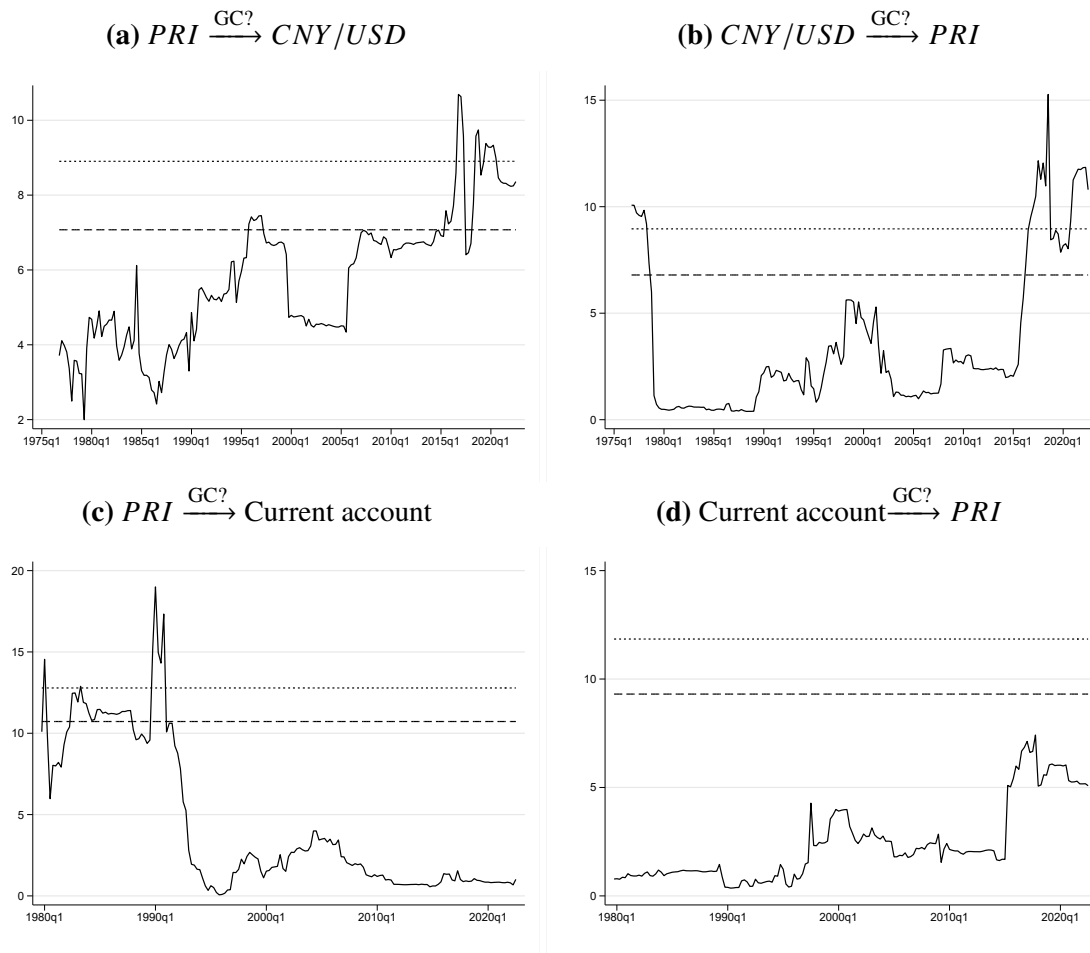 GC?
(a) PRI ⟶ CNY/USD
10
8
6
4
2
1975q1 1980q1 1985q1 1990q1 1995q1 2000q1 2005q1 2010q1 2015q1 2020q1
GC?
(b) CNY/USD ⟶ PRI
15
10
5
0
1975q1 1980q1 1985q1 1990q1 1995q1 2000q1 2005q1 2010q1 2015q1 2020q1
GC?
(c) PRI ⟶ Current account
20
15
10
5
0
1980q1 1990q1 2000q1 2010q1 2020q1
GC?
(d) Current account⟶ PRI
15
10
5
0
1980q1 1990q1 2000q1 2010q1 2020q1